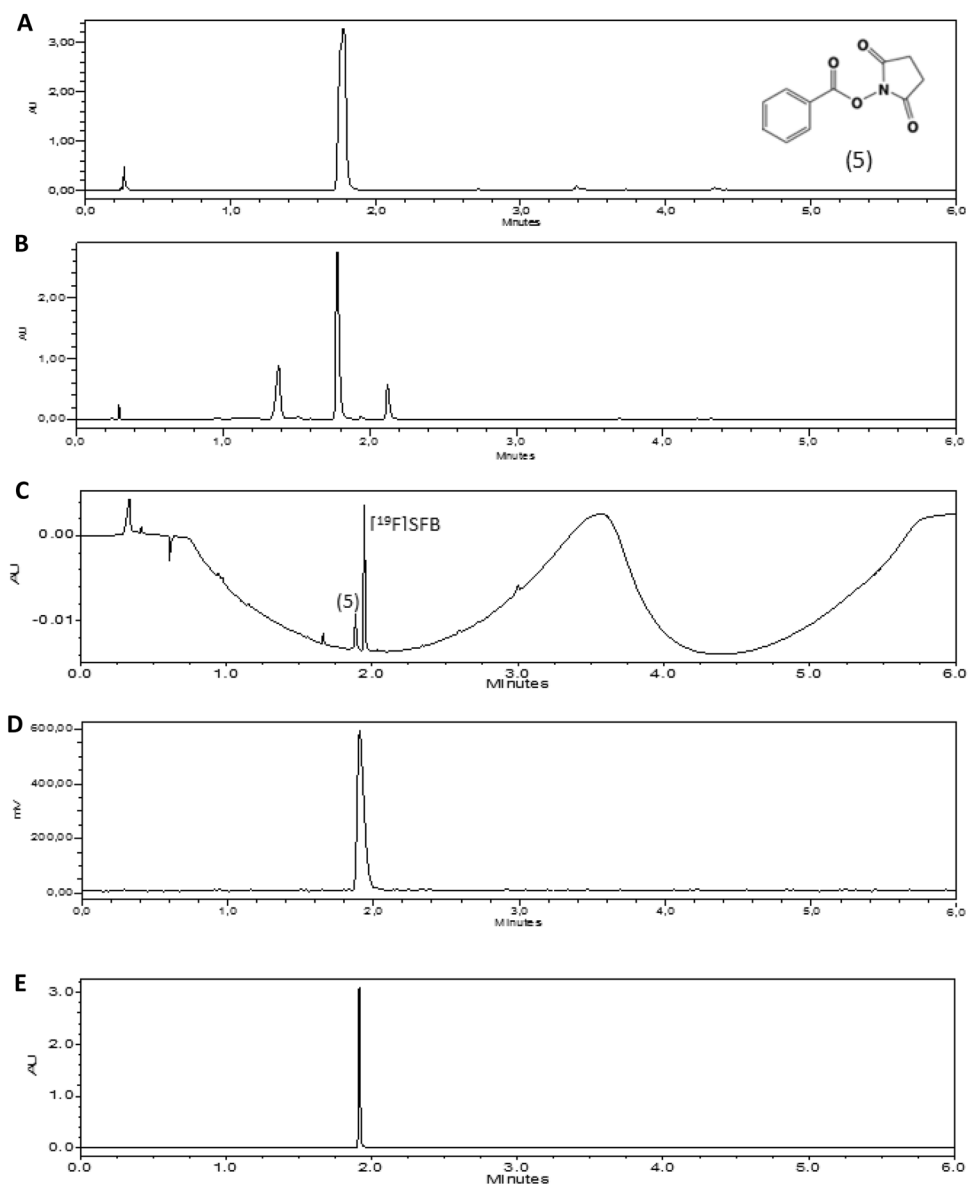 A
AU
3,00
2,00
1,00
0,00
0,0 1,0 2,0 3,0 4,0 5,0 6,0
Minutes
O
O
O
N
O
(5)
B
AU
2,00
1,00
0,00
0,0 1,0 2,0 3,0 4,0 5,0 6,0
Minutes
C
AU
0.00
-0.01
(5)
[¹⁹F]SFB
0.0 1.0 2.0 3.0 4.0 5.0 6.0
Minutes
D
mV
600,00
400,00
200,00
0,00
0,0 1,0 2,0 3,0 4,0 5,0 6,0
Minutes
E
AU
3.0
2.0
1.0
0.0
0.0 1.0 2.0 3.0 4.0 5.0 6.0
Minutes